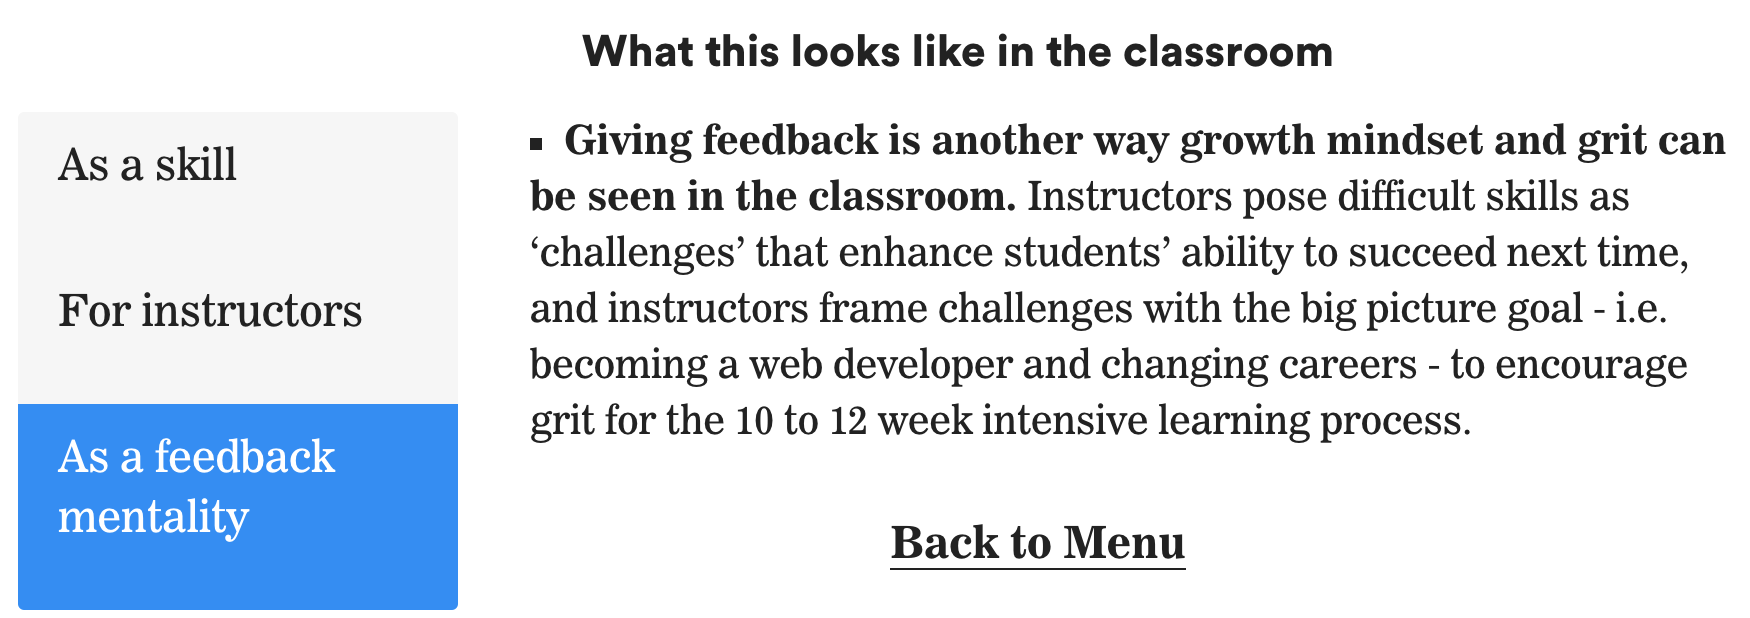 What this looks like in the classroom
As a skill
For instructors
As a feedback
mentality
▪ Giving feedback is another way growth mindset and grit can
be seen in the classroom. Instructors pose difficult skills as
‘challenges’ that enhance students’ ability to succeed next time,
and instructors frame challenges with the big picture goal - i.e.
becoming a web developer and changing careers - to encourage
grit for the 10 to 12 week intensive learning process.
Back to Menu